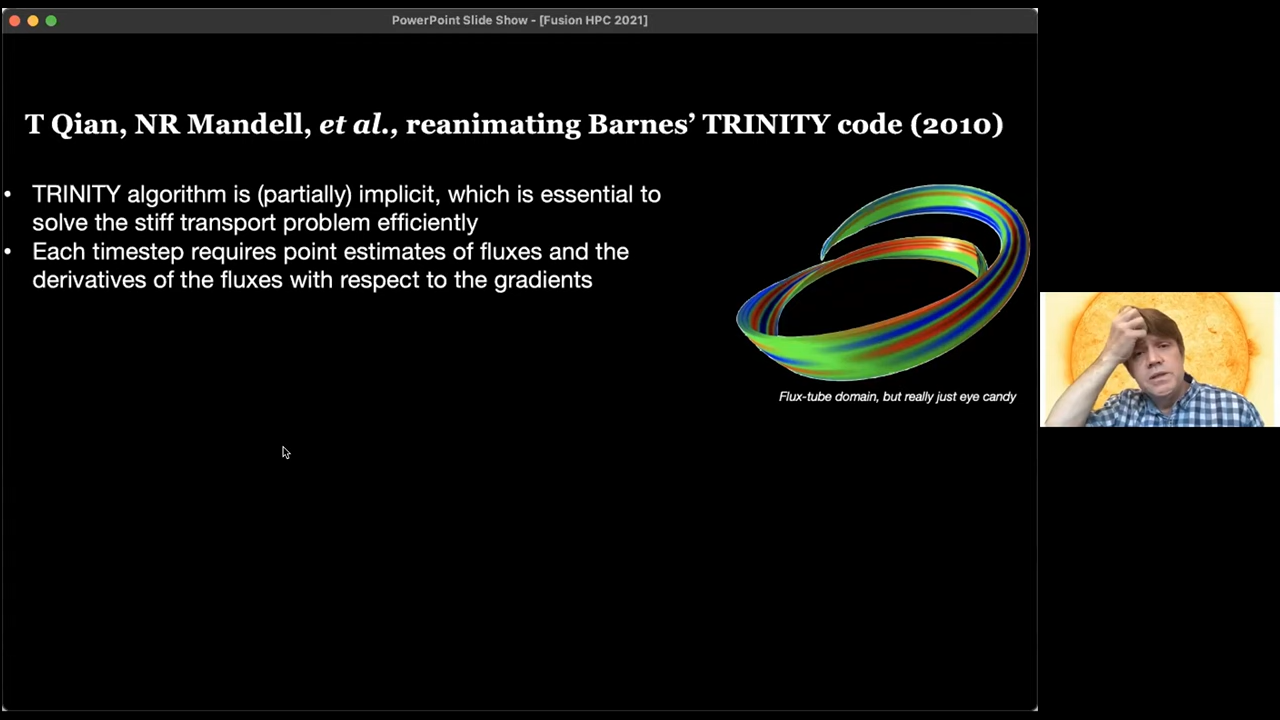 PowerPoint Slide Show - [Fusion HPC 2021]
T Qian, NR Mandell, et al., reanimating Barnes’ TRINITY code (2010)
• TRINITY algorithm is (partially) implicit, which is essential to
solve the stiff transport problem efficiently
• Each timestep requires point estimates of fluxes and the
derivatives of the fluxes with respect to the gradients
Flux-tube domain, but really just eye candy